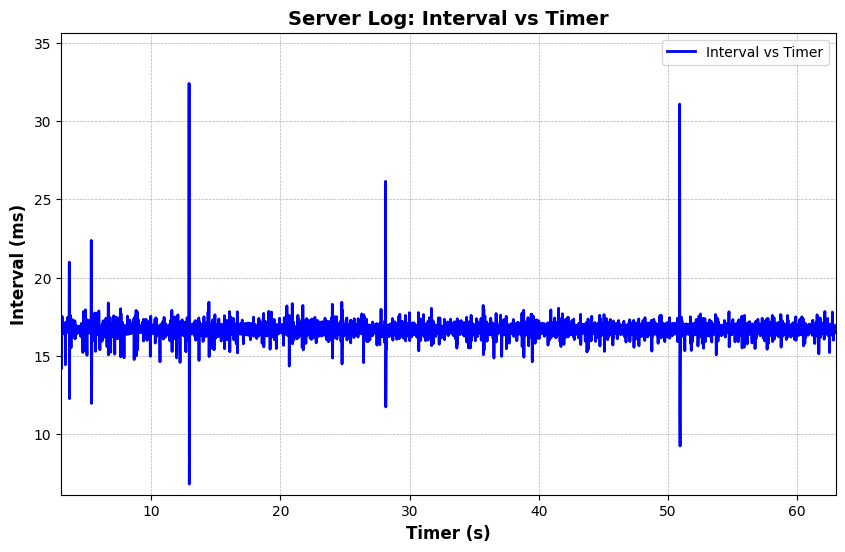 Server Log: Interval vs Timer
Interval vs Timer
35
30
25
20
15
10
Interval (ms)
10 20 30 40 50 60
Timer (s)